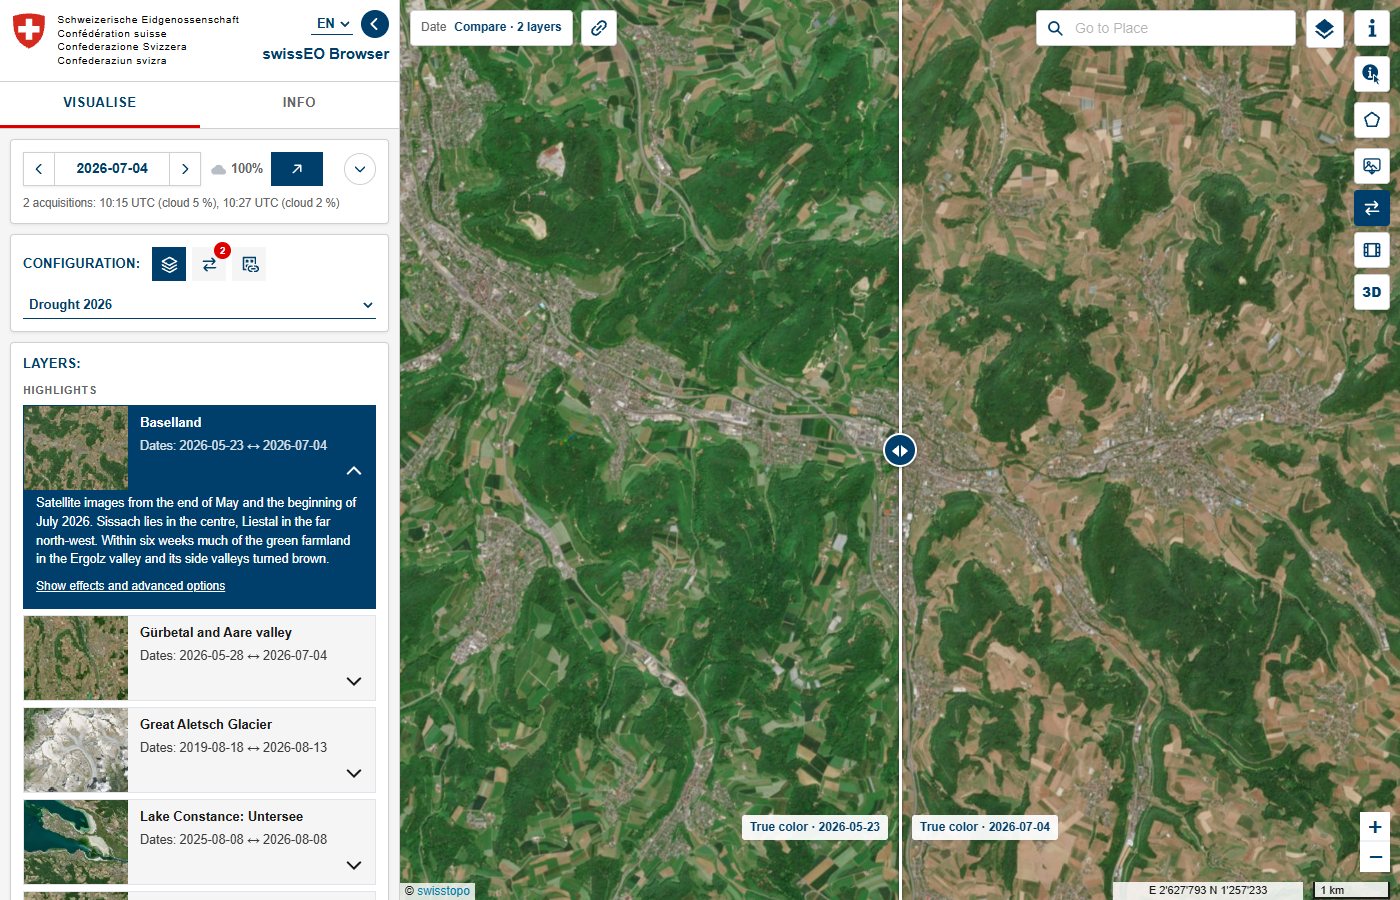 Schweizerische Eidgenossenschaft
Confédération suisse
Confederazione Svizzera
Confederaziun svizra
EN
swissEO Browser
VISUALISE
INFO
2026-07-04
100%
2 acquisitions: 10:15 UTC (cloud 5 %), 10:27 UTC (cloud 2 %)
CONFIGURATION:
2
Drought 2026
LAYERS:
HIGHLIGHTS
Baselland
Dates: 2026-05-23 ↔ 2026-07-04
Satellite images from the end of May and the beginning of
July 2026. Sissach lies in the centre, Liestal in the far
north-west. Within six weeks much of the green farmland
in the Ergolz valley and its side valleys turned brown.
Show effects and advanced options
Gürbetal and Aare valley
Dates: 2026-05-28 ↔ 2026-07-04
Great Aletsch Glacier
Dates: 2019-08-18 ↔ 2026-08-13
Lake Constance: Untersee
Dates: 2025-08-08 ↔ 2026-08-08
Date Compare · 2 layers
Go to Place
3D
True color · 2026-05-23
True color · 2026-07-04
© swisstopo
E 2'627'793 N 1'257'233
1 km